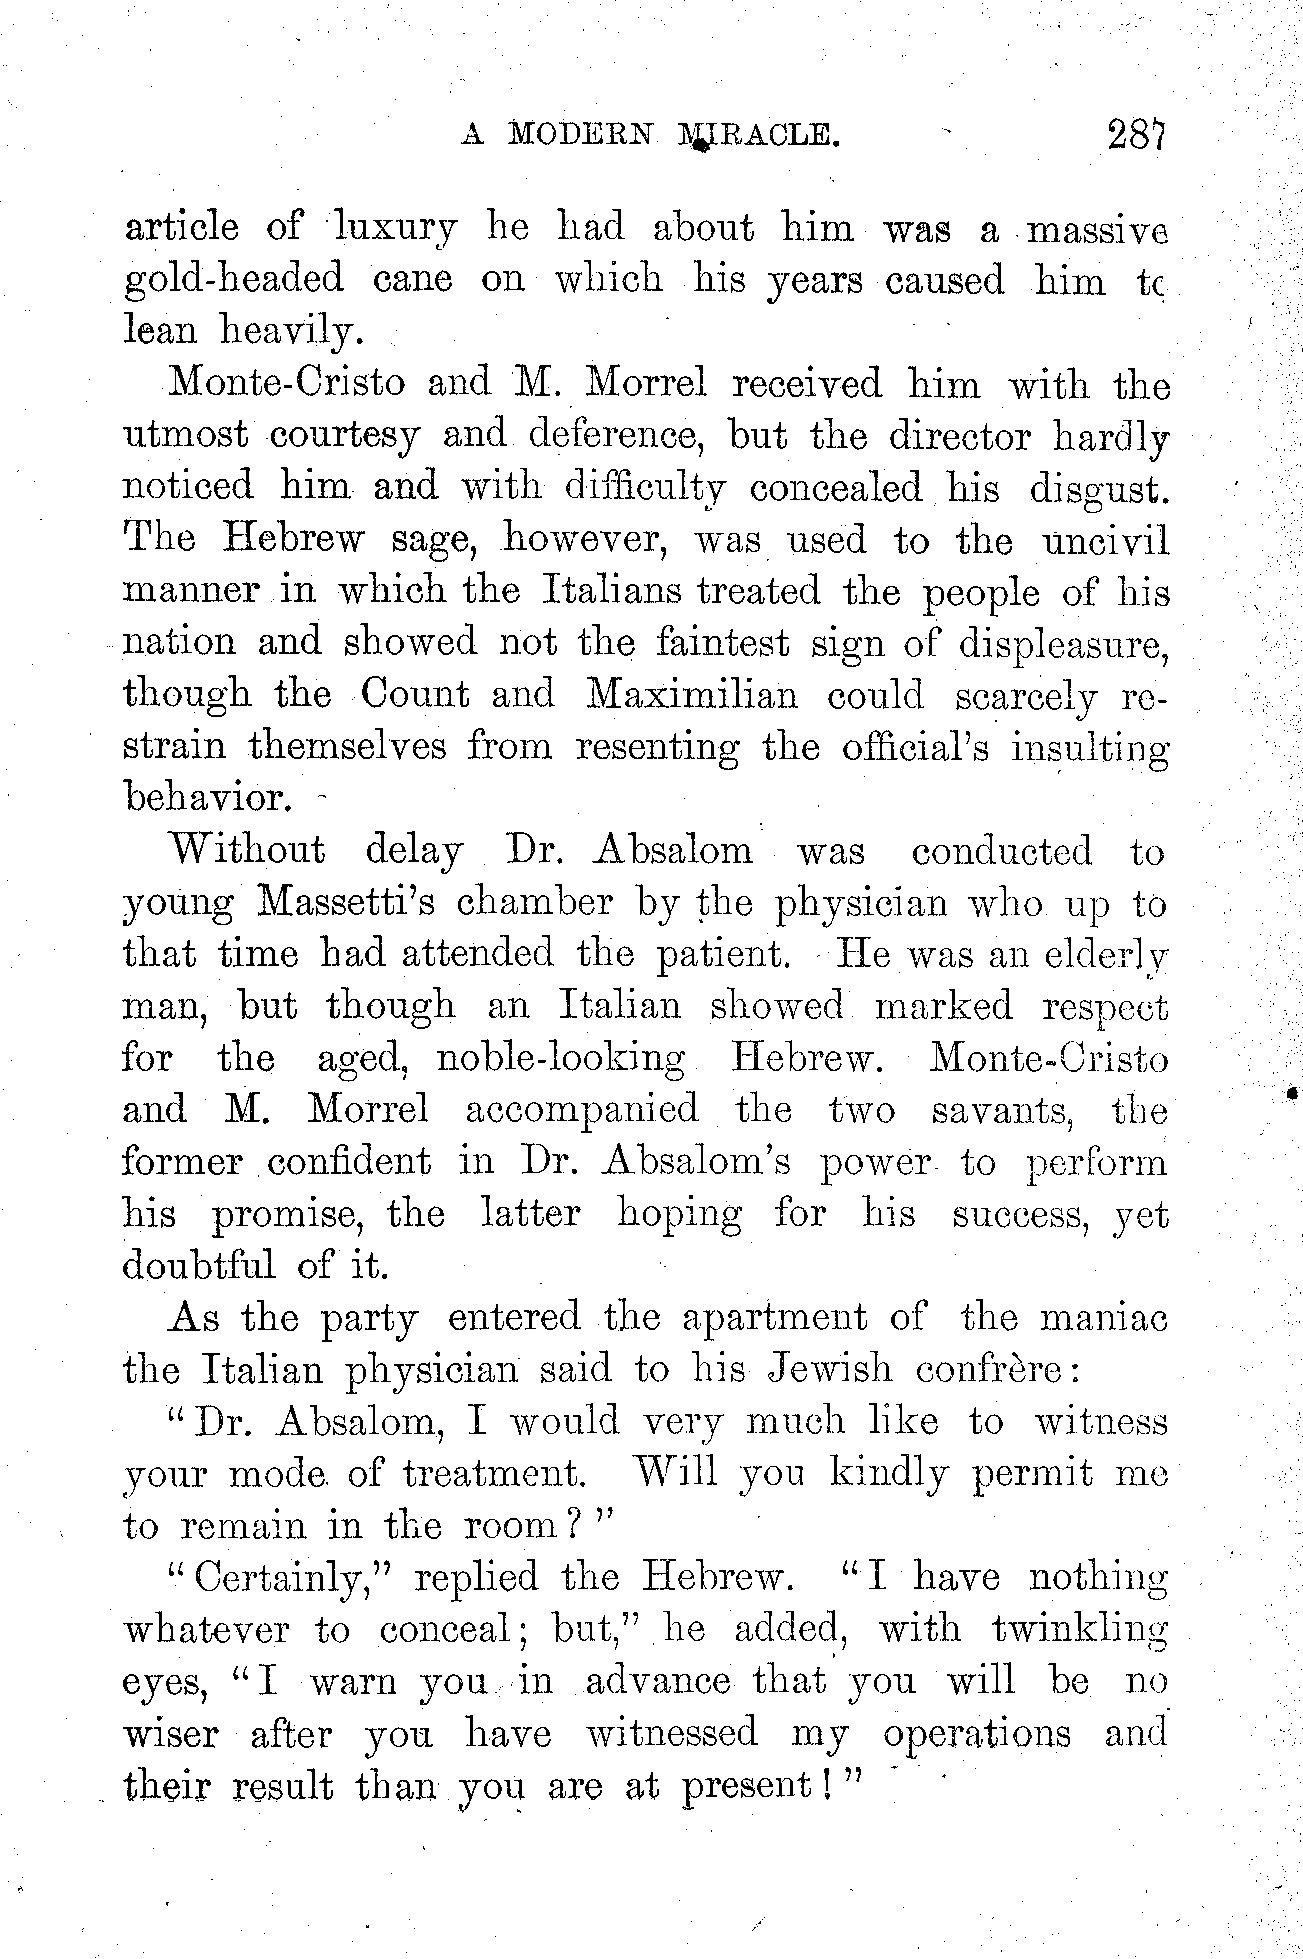 A MODERN MIRACLE. 287
article of luxury he had about him was a massive
gold-headed cane on which his years caused him to
lean heavily.
Monte-Cristo and M. Morrel received him with the
utmost courtesy and deference, but the director hardly
noticed him and with difficulty concealed his disgust.
The Hebrew sage, however, was used to the uncivil
manner in which the Italians treated the people of his
nation and showed not the faintest sign of displeasure,
though the Count and Maximilian could scarcely re-
strain themselves from resenting the official's insulting
behavior.
Without delay Dr. Absalom was conducted to
young Massetti's chamber by the physician who up to
that time had attended the patient. He was an elderly
man, but though an Italian showed marked respect
for the aged, noble-looking Hebrew. Monte-Cristo
and M. Morrel accompanied the two savants, the
former confident in Dr. Absalom's power to perform
his promise, the latter hoping for his success, yet
doubtful of it.
As the party entered the apartment of the maniac
the Italian physician said to his Jewish confrère:
"Dr. Absalom, I would very much like to witness
your mode of treatment. Will you kindly permit me
to remain in the room?"
"Certainly," replied the Hebrew. "I have nothing
whatever to conceal; but," he added, with twinkling
eyes, "I warn you in advance that you will be no
wiser after you have witnessed my operations and
their result than you are at present!"